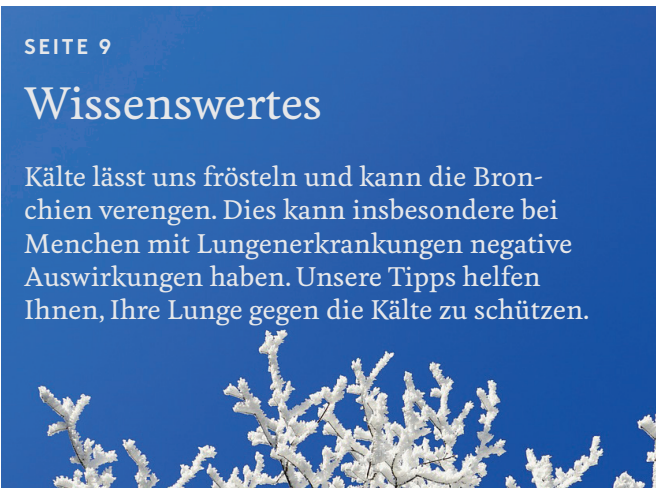 SEITE 9
Wissenswertes
Kälte lässt uns frösteln und kann die Bron-
chien verengen. Dies kann insbesondere bei
Menchen mit Lungenerkrankungen negative
Auswirkungen haben. Unsere Tipps helfen
Ihnen, Ihre Lunge gegen die Kälte zu schützen.